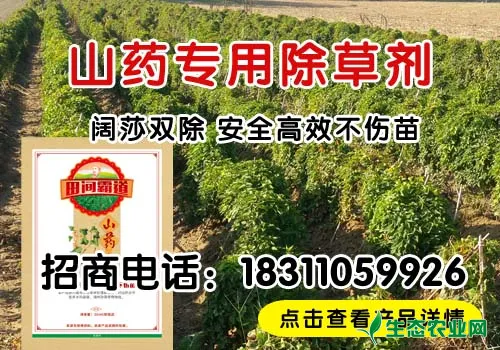 山药专用除草剂
阔莎双除 安全高效不伤苗
田间霸道
山药
招商电话：18311059926
点击查看产品详情
生态农业网